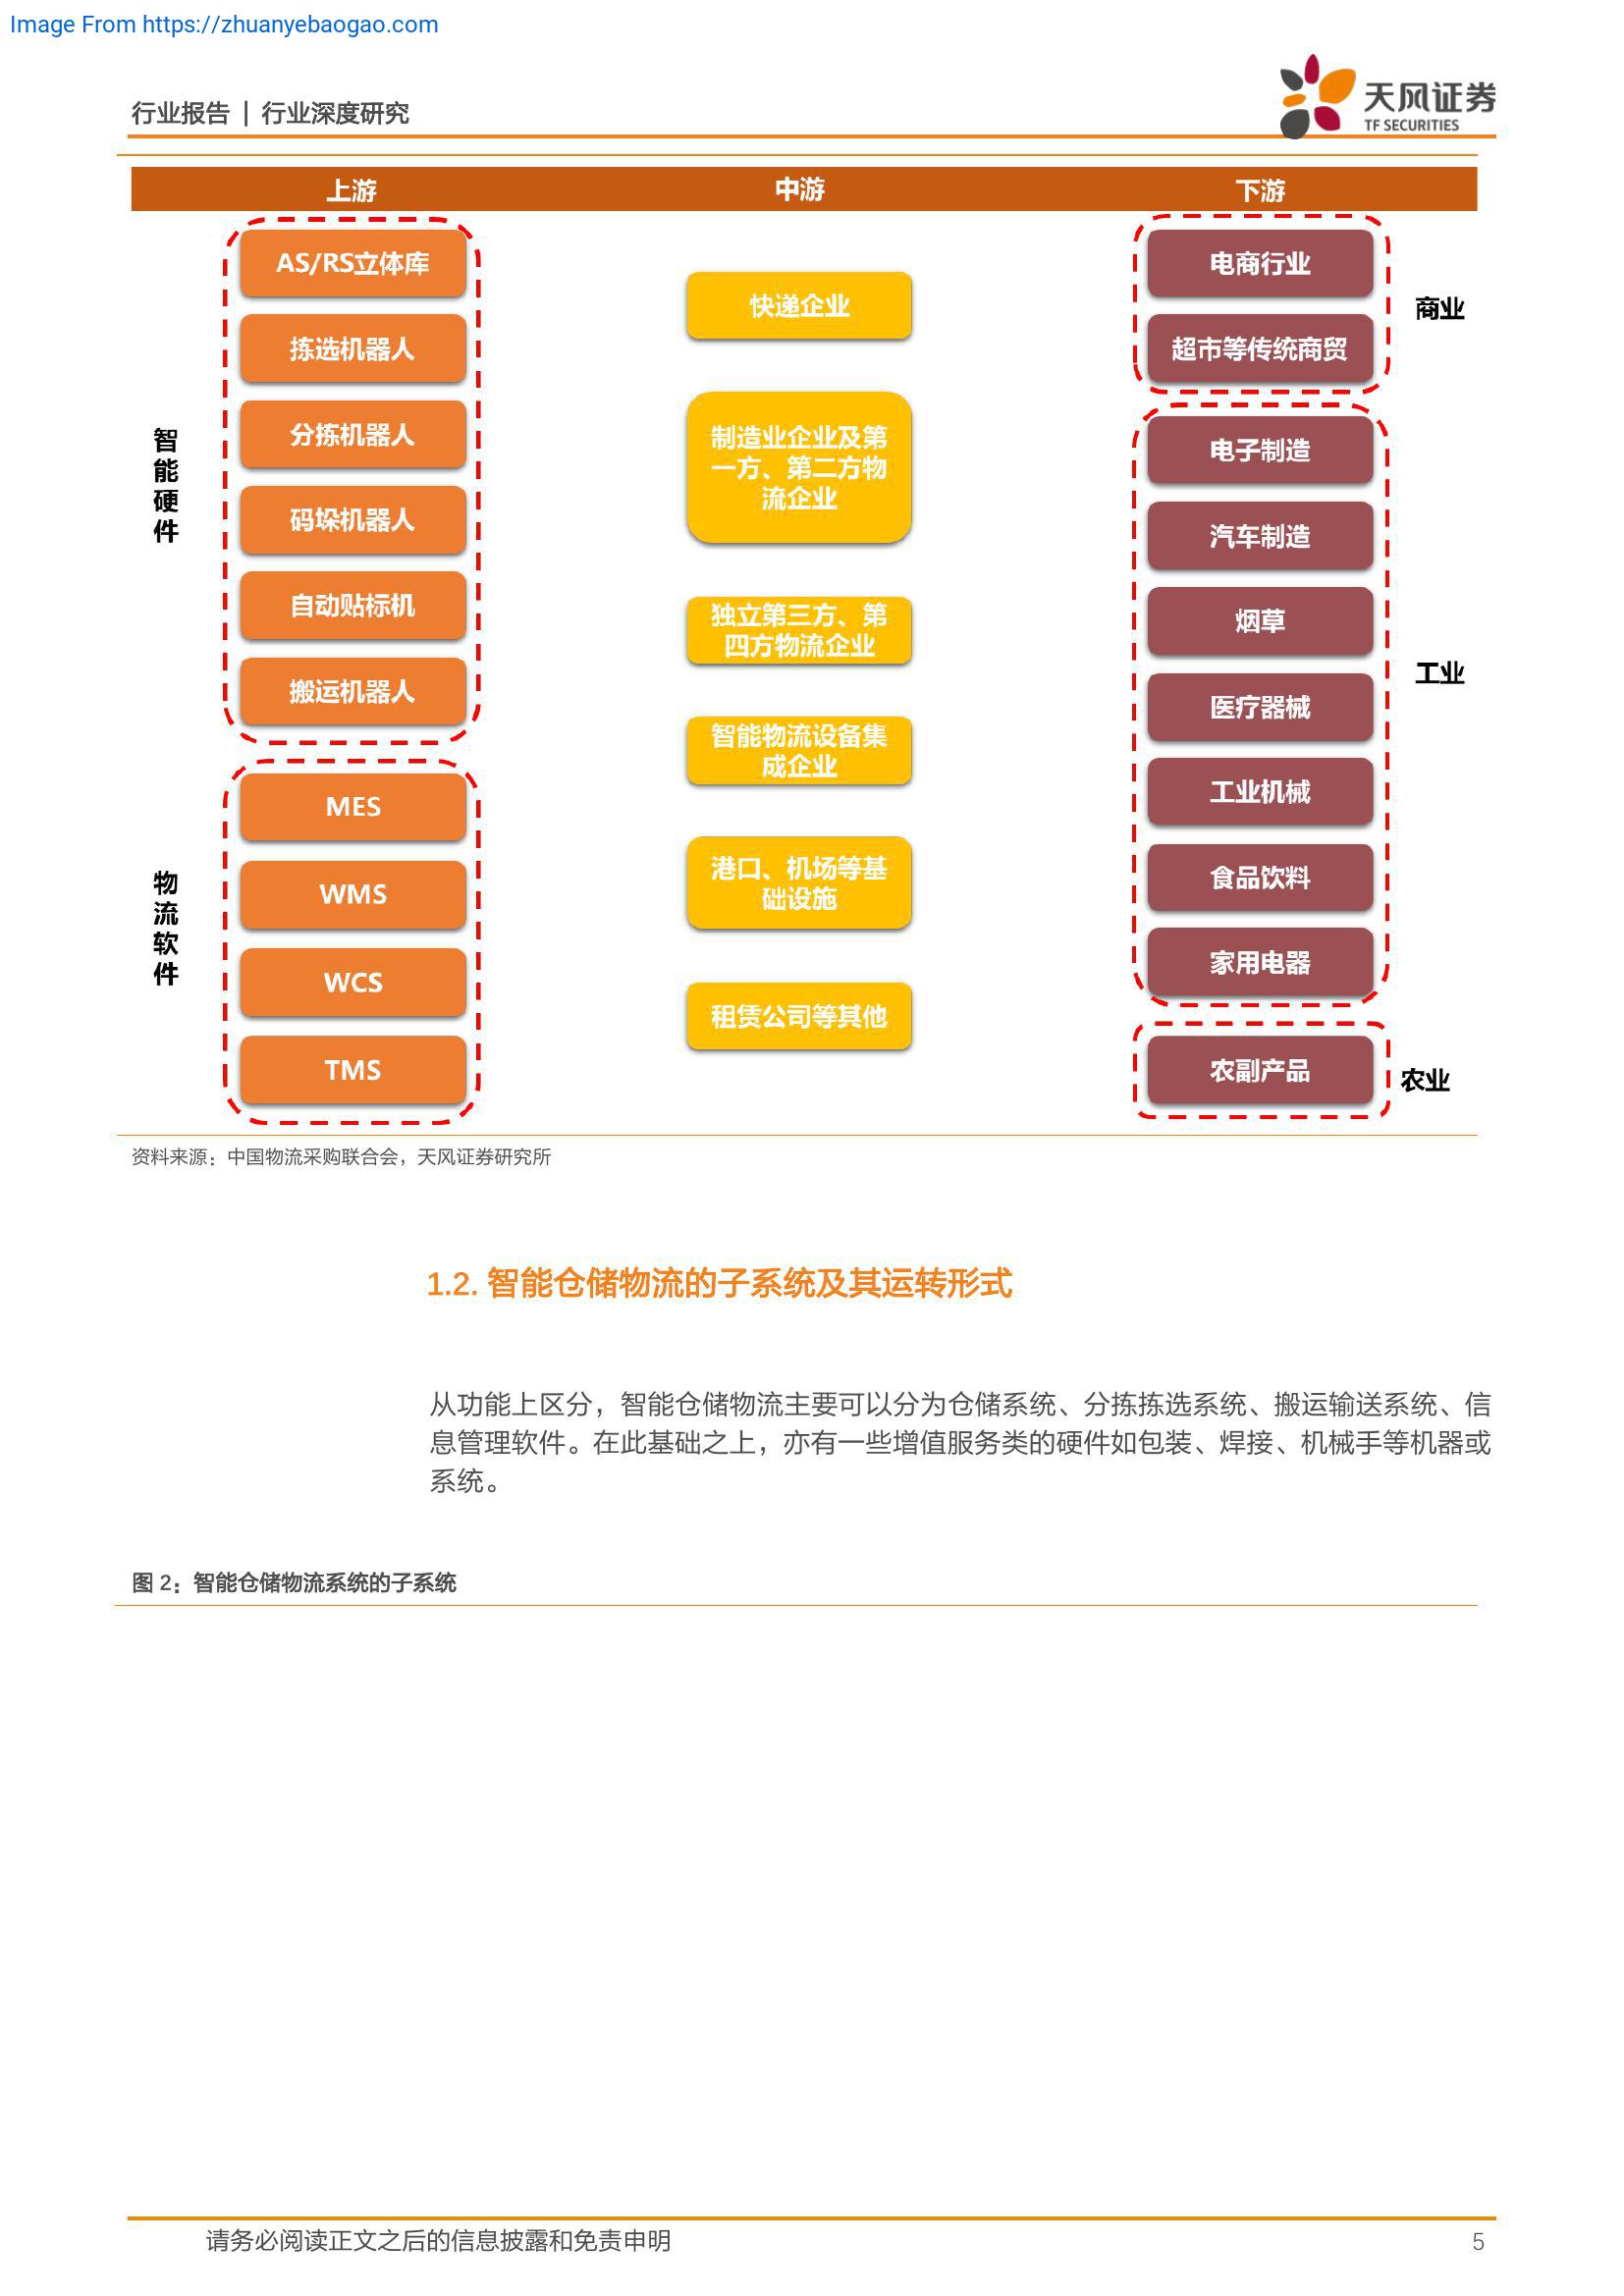 Image From https://zhuanyebaogao.com
行业报告 | 行业深度研究
天风证券
TF SECURITIES
上游
中游
下游
智能硬件
AS/RS立体库
拣选机器人
分拣机器人
码垛机器人
自动贴标机
搬运机器人
物流软件
MES
WMS
WCS
TMS
快递企业
制造业企业及第
一方、第二方物
流企业
独立第三方、第
四方物流企业
智能物流设备集
成企业
港口、机场等基
础设施
租赁公司等其他
电商行业
超市等传统商贸
商业
电子制造
汽车制造
烟草
医疗器械
工业机械
食品饮料
家用电器
工业
农副产品
农业
资料来源：中国物流采购联合会，天风证券研究所
1.2. 智能仓储物流的子系统及其运转形式
从功能上区分，智能仓储物流主要可以分为仓储系统、分拣拣选系统、搬运输送系统、信
息管理软件。在此基础之上，亦有一些增值服务类的硬件如包装、焊接、机械手等机器或
系统。
图 2：智能仓储物流系统的子系统
请务必阅读正文之后的信息披露和免责申明
5